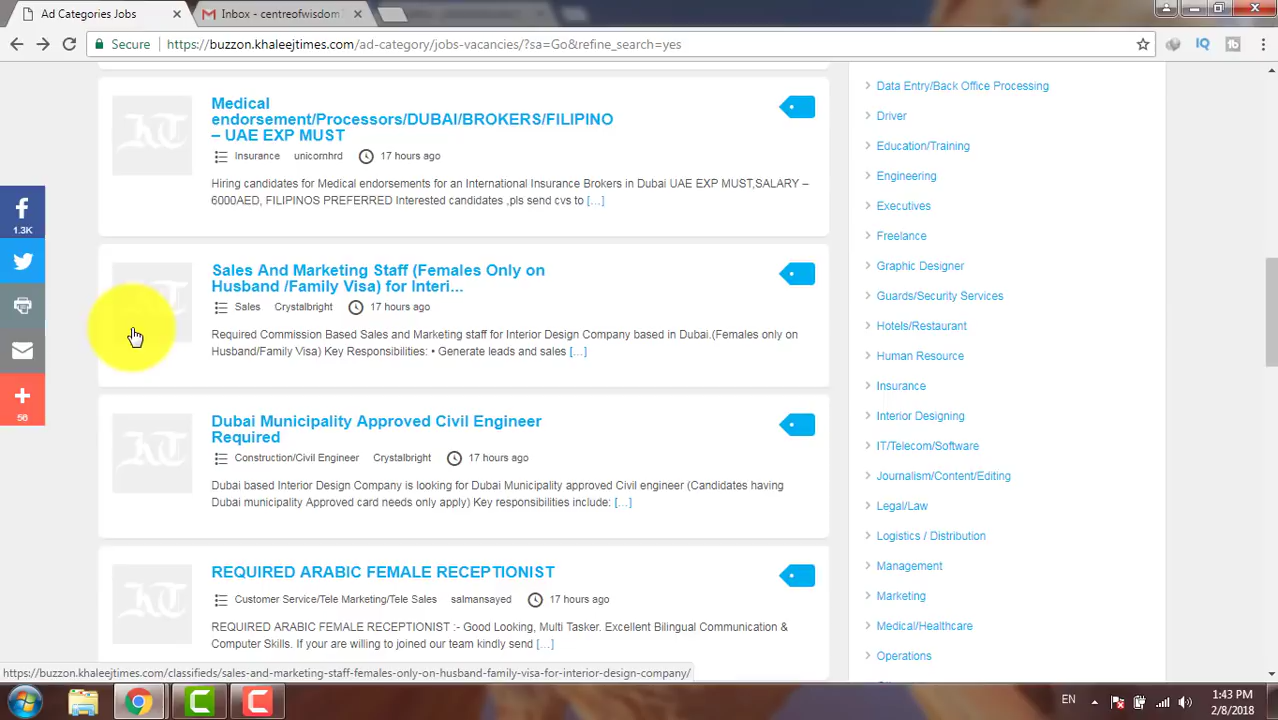 Ad Categories Jobs
Inbox - centreofwisdom
Secure
https://buzzon.khaleejtimes.com/ad-category/jobs-vacancies/?sa=Go&refine_search=yes
Medical
endorsement/Processors/DUBAI/BROKERS/FILIPINO
– UAE EXP MUST
Insurance unicornhrd 17 hours ago
Hiring candidates for Medical endorsements for an International Insurance Brokers in Dubai UAE EXP MUST,SALARY –
6000AED, FILIPINOS PREFERRED Interested candidates ,pls send cvs to [...]
Sales And Marketing Staff (Females Only on
Husband /Family Visa) for Interi...
Sales Crystalbright 17 hours ago
Required Commission Based Sales and Marketing staff for Interior Design Company based in Dubai.(Females only on
Husband/Family Visa) Key Responsibilities: • Generate leads and sales [...]
Dubai Municipality Approved Civil Engineer
Required
Construction/Civil Engineer Crystalbright 17 hours ago
Dubai based Interior Design Company is looking for Dubai Municipality approved Civil engineer (Candidates having
Dubai municipality Approved card needs only apply) Key responsibilities include: [...]
REQUIRED ARABIC FEMALE RECEPTIONIST
Customer Service/Tele Marketing/Tele Sales salmansayed 17 hours ago
REQUIRED ARABIC FEMALE RECEPTIONIST :- Good Looking, Multi Tasker. Excellent Bilingual Communication &
Computer Skills. If your are willing to joined our team kindly send [...]
Data Entry/Back Office Processing
Driver
Education/Training
Engineering
Executives
Freelance
Graphic Designer
Guards/Security Services
Hotels/Restaurant
Human Resource
Insurance
Interior Designing
IT/Telecom/Software
Journalism/Content/Editing
Legal/Law
Logistics / Distribution
Management
Marketing
Medical/Healthcare
Operations
1.3K
56
https://buzzon.khaleejtimes.com/classifieds/sales-and-marketing-staff-females-only-on-husband-family-visa-for-interior-design-company/
EN
1:43 PM
2/8/2018